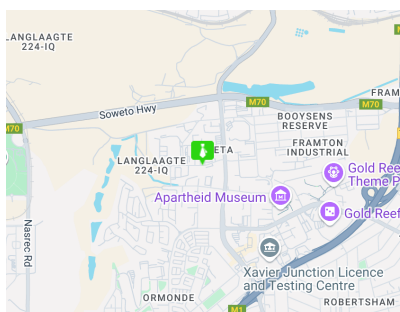 LANGLAAGTE
224-IQ
M70
M70
FRAM
Soweto Hwy
M70
BOOYSENS
RESERVE
FRAMTON
INDUSTRIAL
ETA
LANGLAAGTE
224-IQ
Gold Ree
Theme P
Apartheid Museum
Gold Reef
Nasrec Rd
Xavier Junction Licence
and Testing Centre
ORMONDE
ROBERTSHAM
M1